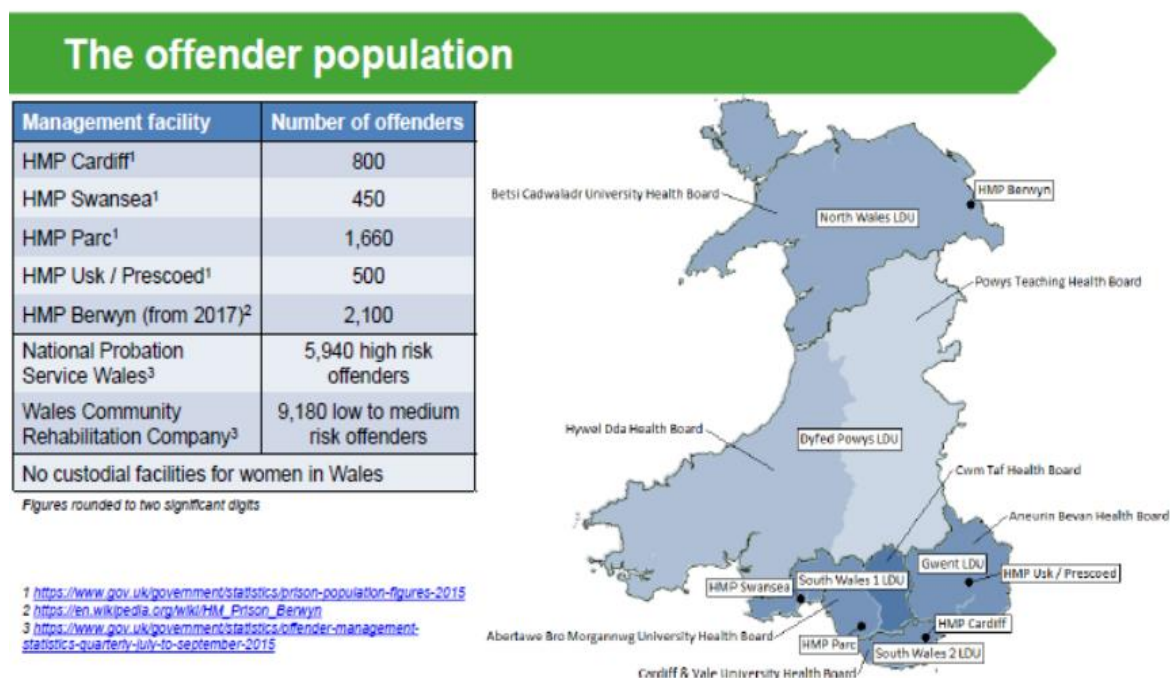 The offender population
Management facility Number of offenders
HMP Cardiff¹ 800
HMP Swansea¹ 450
HMP Parc¹ 1,660
HMP Usk / Prescoed¹ 500
HMP Berwyn (from 2017)² 2,100
National Probation
Service Wales³
5,940 high risk
offenders
Wales Community
Rehabilitation Company³
9,180 low to medium
risk offenders
No custodial facilities for women in Wales
Figures rounded to two significant digits
1 https://www.gov.uk/government/statistics/prison-population-figures-2015
2 https://en.wikipedia.org/wiki/HM_Prison_Berwyn
3 https://www.gov.uk/government/statistics/offender-management-
statistics-quarterly-july-to-september-2015
Betsi Cadwaladr University Health Board
HMP Berwyn
North Wales LDU
Powys Teaching Health Board
Hywel Dda Health Board
Dyfed Powys LDU
Cwm Taf Health Board
Aneurin Bevan Health Board
Gwent LDU
HMP Swansea
South Wales 1 LDU
HMP Usk / Prescoed
HMP Cardiff
Abertawe Bro Morgannwg University Health Board
HMP Parc
South Wales 2 LDU
Cardiff & Vale University Health Board